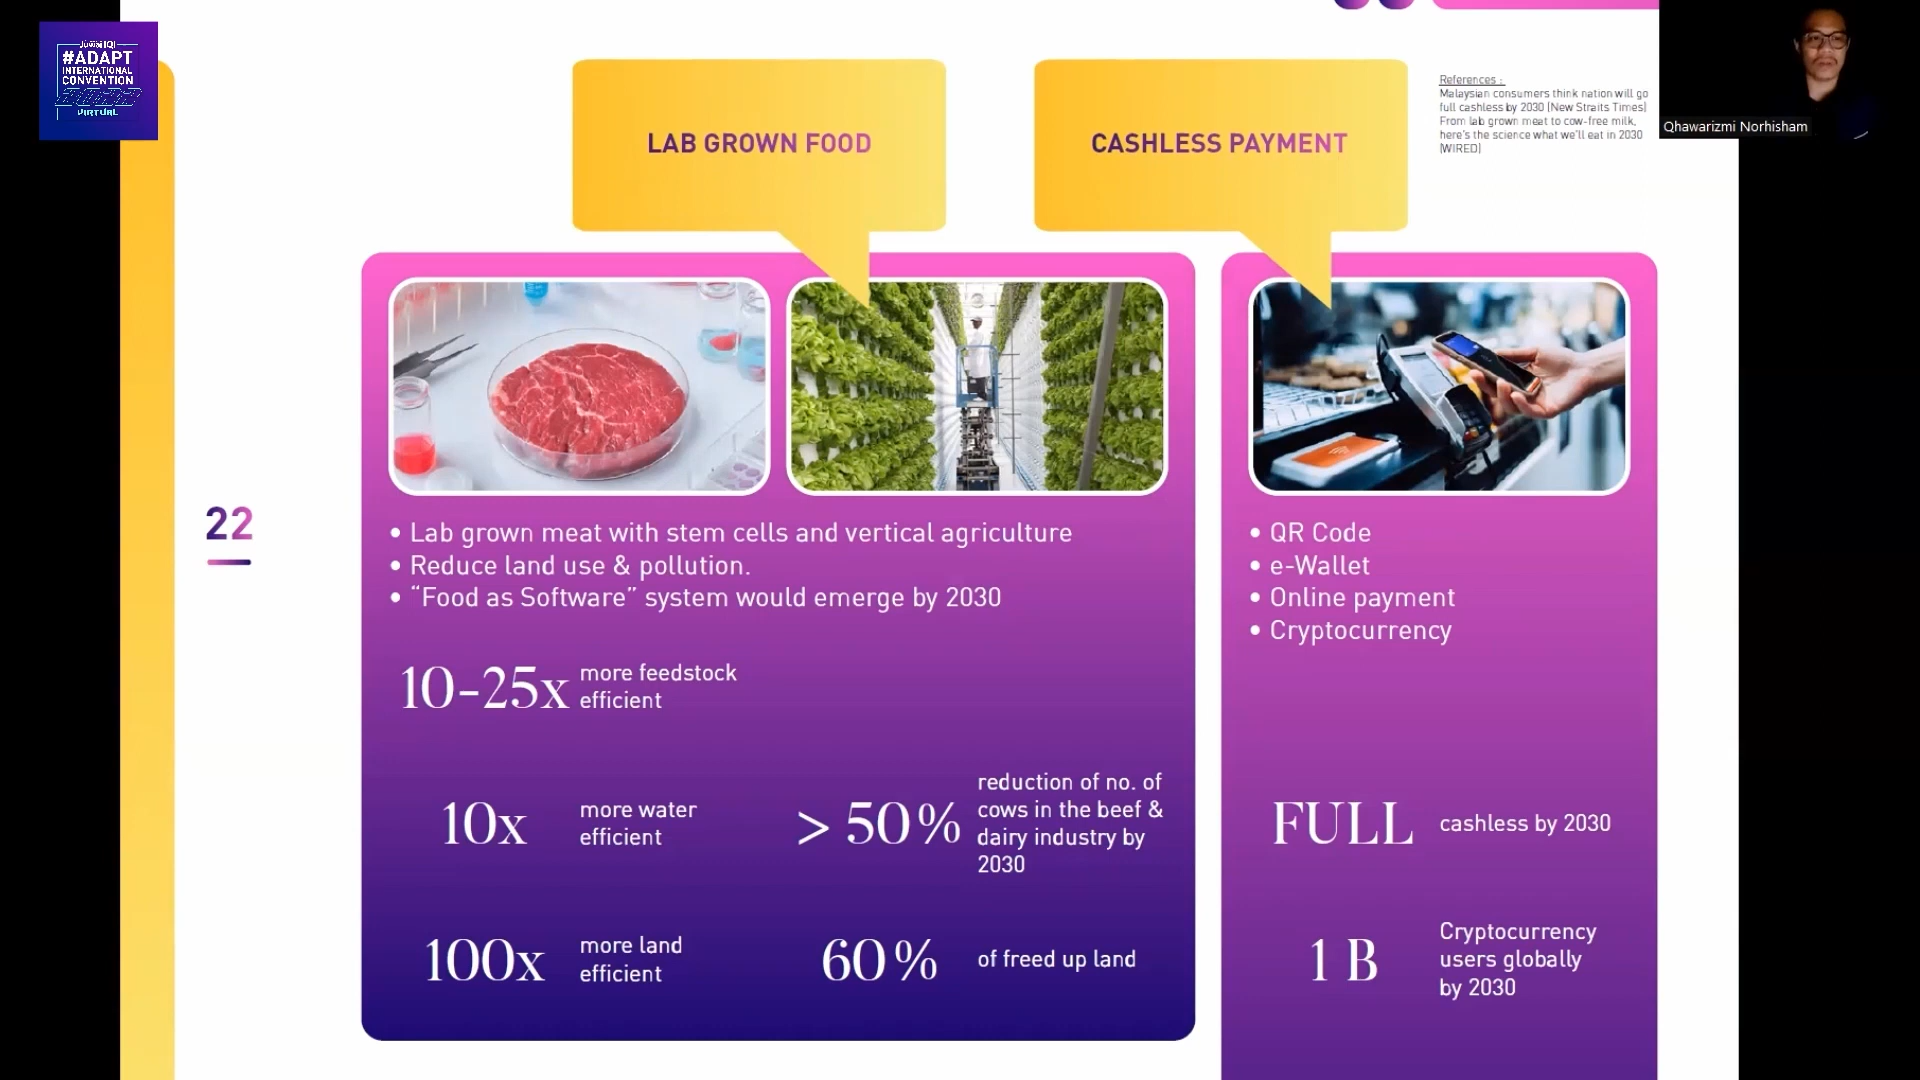 Juwai IQI
#ADAPT
INTERNATIONAL
CONVENTION
VIRTUAL
LAB GROWN FOOD
CASHLESS PAYMENT
References :
Malaysian consumers think nation will go
full cashless by 2030 (New Straits Times)
From lab grown meat to cow-free milk,
here's the science what we'll eat in 2030
(WIRED)
Qhawarizmi Norhisham
22
• Lab grown meat with stem cells and vertical agriculture
• Reduce land use & pollution.
• “Food as Software” system would emerge by 2030
10-25x more feedstock
efficient
10x more water
efficient
> 50% reduction of no. of
cows in the beef &
dairy industry by
2030
100x more land
efficient
60% of freed up land
• QR Code
• e-Wallet
• Online payment
• Cryptocurrency
FULL cashless by 2030
1 B Cryptocurrency
users globally
by 2030